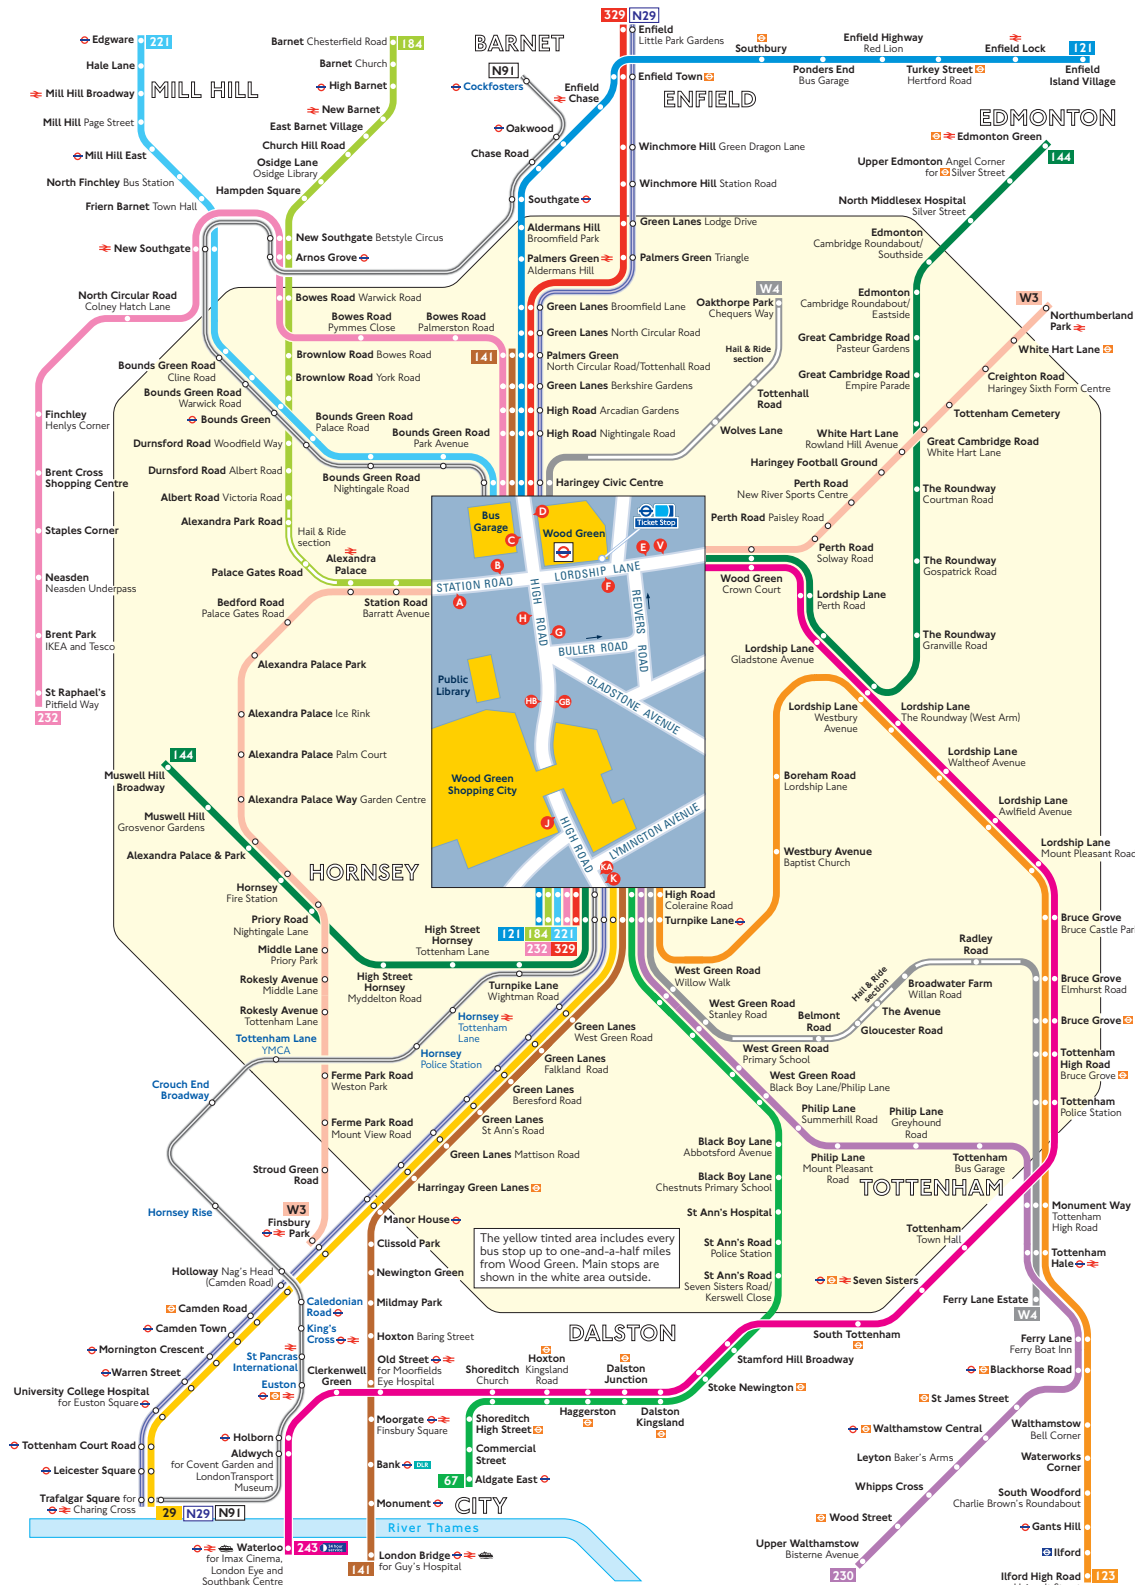 Edgware
221
Hale Lane
Mill Hill Broadway
MILL HILL
Mill Hill Page Street
Mill Hill East
North Finchley Bus Station
Friern Barnet Town Hall
New Southgate
North Circular Road
Colney Hatch Lane
Finchley
Henlys Corner
Brent Cross
Shopping Centre
Staples Corner
Neasden
Neasden Underpass
Brent Park
IKEA and Tesco
St Raphael's
Pitfield Way
232
Barnet Chesterfield Road
184
Barnet Church
High Barnet
New Barnet
East Barnet Village
Church Hill Road
Osidge Lane
Osidge Library
Hampden Square
New Southgate Betstyle Circus
Arnos Grove
Bowes Road Warwick Road
Bowes Road
Pymmes Close
Bowes Road
Palmerston Road
Brownlow Road Bowes Road
Brownlow Road York Road
Bounds Green Road
Cline Road
Bounds Green Road
Warwick Road
Bounds Green
Bounds Green Road
Palace Road
Bounds Green Road
Park Avenue
Bounds Green Road
Nightingale Road
Durnsford Road Woodfield Way
Durnsford Road Albert Road
Albert Road Victoria Road
Alexandra Park Road
Hail & Ride
section
Palace Gates Road
Alexandra
Palace
Bedford Road
Palace Gates Road
Station Road
Barratt Avenue
BARNET
N91
Cockfosters
Oakwood
Chase Road
Enfield
Chase
Southgate
Aldermans Hill
Broomfield Park
Palmers Green
Aldermans Hill
329
N29
Enfield
Little Park Gardens
Southbury
Ponders End
Bus Garage
Enfield Highway
Red Lion
Turkey Street
Hertford Road
Enfield Lock
121
Enfield
Island Village
Enfield Town
ENFIELD
Winchmore Hill Green Dragon Lane
Winchmore Hill Station Road
Green Lanes Lodge Drive
Palmers Green Triangle
Green Lanes Broomfield Lane
Green Lanes North Circular Road
141
Palmers Green
North Circular Road/Tottenhall Road
Green Lanes Berkshire Gardens
High Road Arcadian Gardens
High Road Nightingale Road
Haringey Civic Centre
W4
Oakthorpe Park
Chequers Way
Hail & Ride
section
Tottenhall
Road
Wolves Lane
EDMONTON
Edmonton Green
144
Upper Edmonton Angel Corner
for Silver Street
North Middlesex Hospital
Silver Street
Edmonton
Cambridge Roundabout/
Southside
Edmonton
Cambridge Roundabout/
Eastside
Great Cambridge Road
Pasteur Gardens
Great Cambridge Road
Empire Parade
W3
Northumberland
Park
White Hart Lane
Creighton Road
Haringey Sixth Form Centre
Tottenham Cemetery
White Hart Lane
Rowland Hill Avenue
Great Cambridge Road
White Hart Lane
Haringey Football Ground
Perth Road
New River Sports Centre
Perth Road Paisley Road
Perth Road
Solway Road
The Roundway
Courtman Road
The Roundway
Gospatrick Road
The Roundway
Granville Road
Wood Green
Crown Court
Lordship Lane
Perth Road
Lordship Lane
Gladstone Avenue
Lordship Lane
Westbury
Avenue
Lordship Lane
The Roundway (West Arm)
Lordship Lane
Waltheof Avenue
Lordship Lane
Awlfield Avenue
Lordship Lane
Mount Pleasant Road
Boreham Road
Lordship Lane
Westbury Avenue
Baptist Church
Bus
Garage
D
C
Wood Green
Ticket Stop
B
E
V
STATION ROAD
LORDSHIP LANE
A
F
HIGH ROAD
REDVERS ROAD
H
G
BULLER ROAD
Public
Library
GLADSTONE AVENUE
HB
GB
Wood Green
Shopping City
J
HIGH ROAD
LYMINGTON AVENUE
KA
K
Alexandra Palace Park
Alexandra Palace Ice Rink
Alexandra Palace Palm Court
Alexandra Palace Way Garden Centre
144
Muswell Hill
Broadway
Muswell Hill
Grosvenor Gardens
Alexandra Palace & Park
HORNSEY
Hornsey
Fire Station
Priory Road
Nightingale Lane
Middle Lane
Priory Park
Rokesly Avenue
Middle Lane
Rokesly Avenue
Tottenham Lane
High Street
Hornsey
Tottenham Lane
High Street
Hornsey
Myddelton Road
121 184 221
232 329
High Road
Coleraine Road
Turnpike Lane
Turnpike Lane
Wightman Road
Hornsey
Tottenham
Lane
Hornsey
Police Station
Tottenham Lane
YMCA
Crouch End
Broadway
Hornsey Rise
Ferme Park Road
Weston Park
Ferme Park Road
Mount View Road
Stroud Green
Road
W3
Finsbury
Park
Green Lanes
West Green Road
Green Lanes
Falkland Road
Green Lanes
Beresford Road
Green Lanes
St Ann's Road
Green Lanes Mattison Road
Harringay Green Lanes
Manor House
Clissold Park
Newington Green
Mildmay Park
Hoxton Baring Street
Old Street
for Moorfields
Eye Hospital
Clerkenwell
Green
Moorgate
Finsbury Square
Bank DLR
Monument
London Bridge
for Guy's Hospital
141
Holloway Nag's Head
(Camden Road)
Camden Road
Camden Town
Mornington Crescent
Warren Street
University College Hospital
for Euston Square
Tottenham Court Road
Leicester Square
Trafalgar Square for
Charing Cross
29 N29 N91
Caledonian
Road
King's
Cross
St Pancras
International
Euston
Holborn
Aldwych
for Covent Garden and
London Transport
Museum
River Thames
Waterloo
for Imax Cinema,
London Eye and
Southbank Centre
243
24 hour
service
CITY
The yellow tinted area includes every
bus stop up to one-and-a-half miles
from Wood Green. Main stops are
shown in the white area outside.
DALSTON
Shoreditch
Church
Hoxton
Kingsland
Road
Dalston
Junction
Haggerston
Dalston
Kingsland
Shoreditch
High Street
Commercial
Street
67
Aldgate East
Stoke Newington
Stamford Hill Broadway
South Tottenham
Seven Sisters
Tottenham
Town Hall
West Green Road
Willow Walk
West Green Road
Stanley Road
West Green Road
Primary School
West Green Road
Black Boy Lane/Philip Lane
Belmont
Road
Gloucester Road
The Avenue
Hail & Ride
section
Broadwater Farm
Willan Road
Radley
Road
Philip Lane
Summerhill Road
Philip Lane
Greyhound
Road
Philip Lane
Mount Pleasant
Road
Tottenham
Bus Garage
TOTTENHAM
Black Boy Lane
Abbotsford Avenue
Black Boy Lane
Chestnuts Primary School
St Ann's Hospital
St Ann's Road
Police Station
St Ann's Road
Seven Sisters Road/
Kerswell Close
Bruce Grove
Bruce Castle Par
Bruce Grove
Elmhurst Road
Bruce Grove
Tottenham
High Road
Bruce Grove
Tottenham
Police Station
Monument Way
Tottenham
High Road
Tottenham
Hale
Ferry Lane Estate
W4
Ferry Lane
Ferry Boat Inn
Blackhorse Road
St James Street
Walthamstow Central
Walthamstow
Bell Corner
Leyton Baker's Arms
Waterworks
Corner
Whipps Cross
South Woodford
Charlie Brown's Roundabout
Wood Street
Gants Hill
Upper Walthamstow
Bisterne Avenue
230
Ilford
Ilford High Road
123